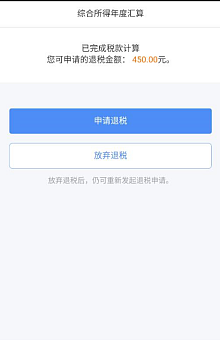 综合所得年度汇算
已完成税款计算
您可申请的退税金额： 450.00元。
申请退税
放弃退税
放弃退税后，仍可重新发起退税申请。